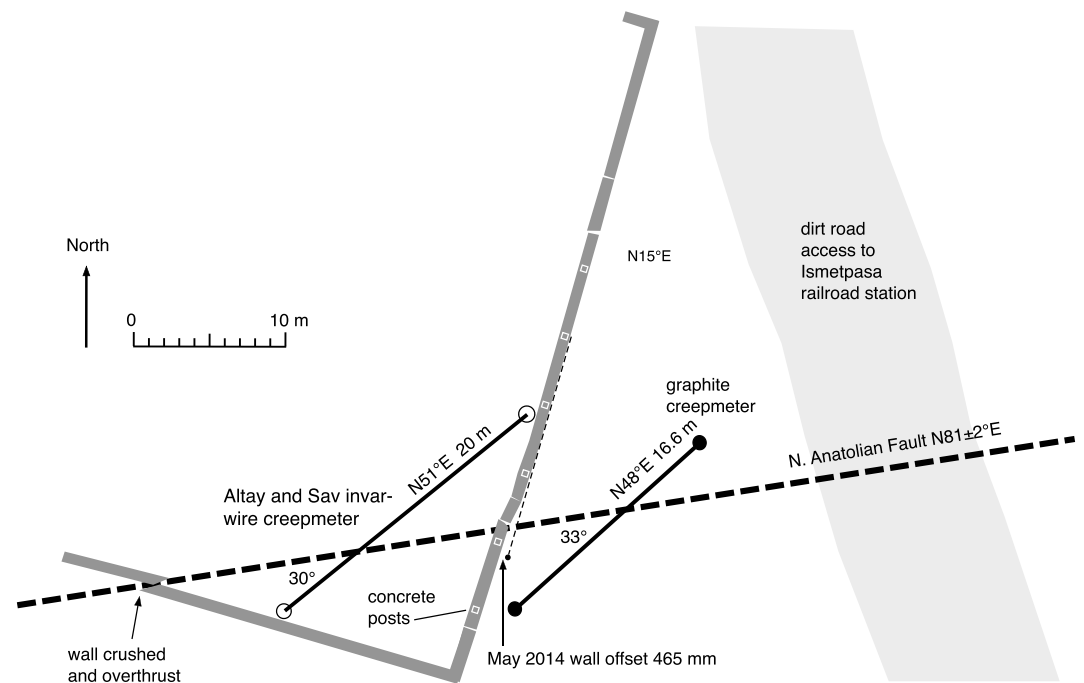 North
0 10 m
N15°E
dirt road
access to
Ismetpasa
railroad station
graphite
creepmeter
N. Anatolian Fault N81±2°E
N51°E 20 m
N48°E 16.6 m
Altay and Sav invar-
wire creepmeter
33°
30°
concrete
posts
wall crushed
and overthrust
May 2014 wall offset 465 mm